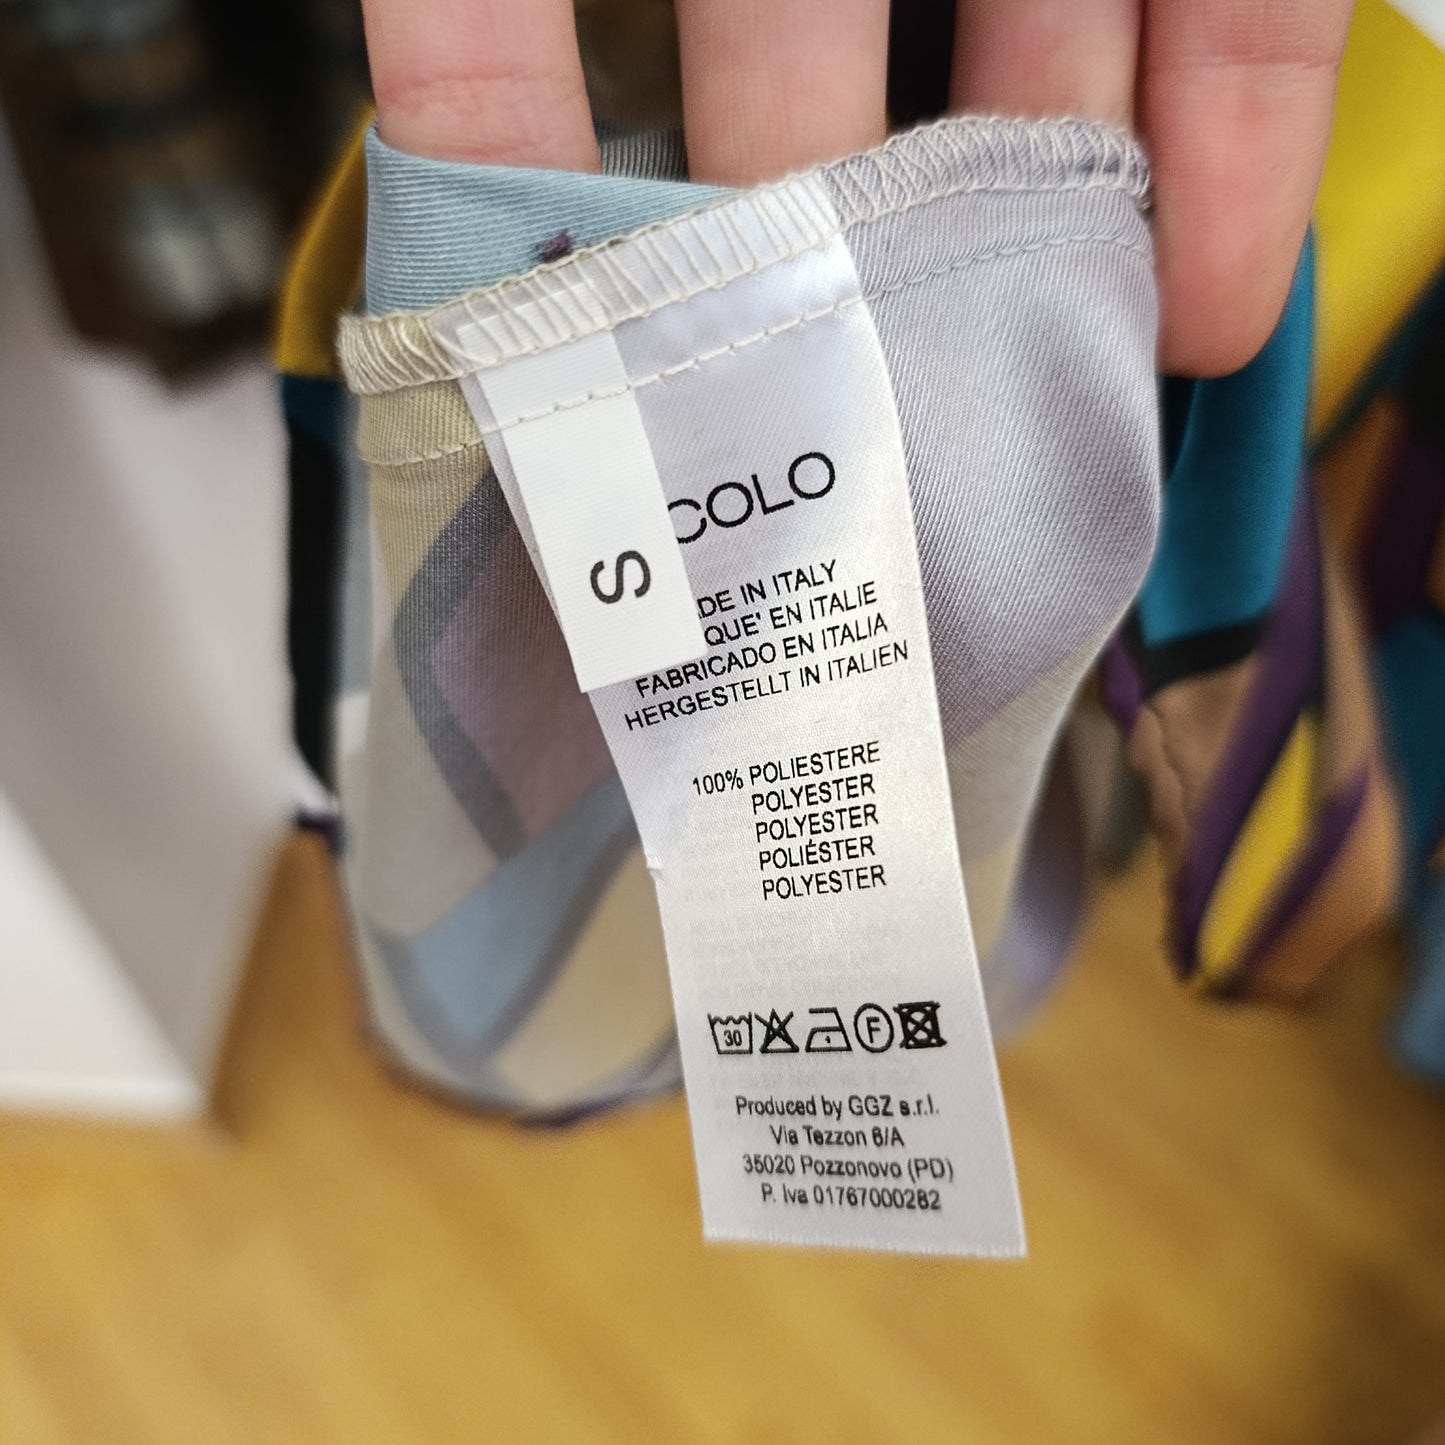 S
COLO
DE IN ITALY
QUE' EN ITALIE
FABRICADO EN ITALIA
HERGESTELLT IN ITALIEN
100% POLIESTERE
POLYESTER
POLYESTER
POLIÉSTER
POLYESTER
30
F
Produced by GGZ s.r.l.
Via Tezzon 6/A
35020 Pozzonovo (PD)
P. Iva 01767000282